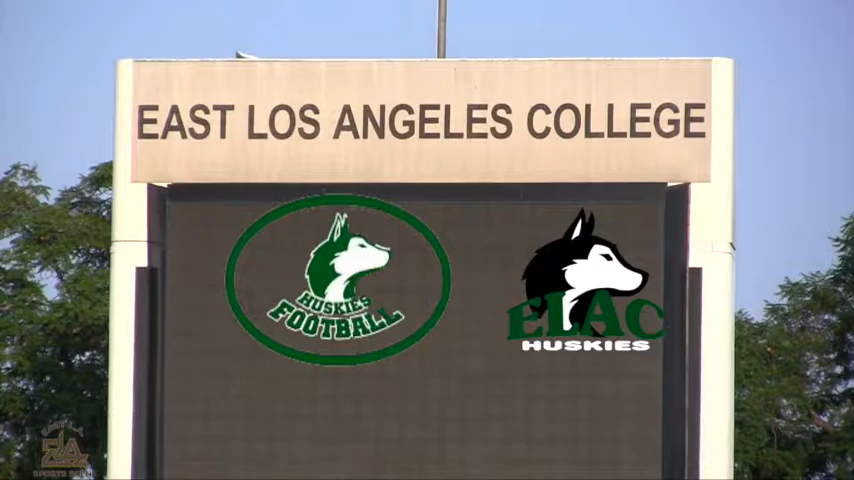 EAST LOS ANGELES COLLEGE
HUSKIES
FOOTBALL
ELAC
HUSKIES